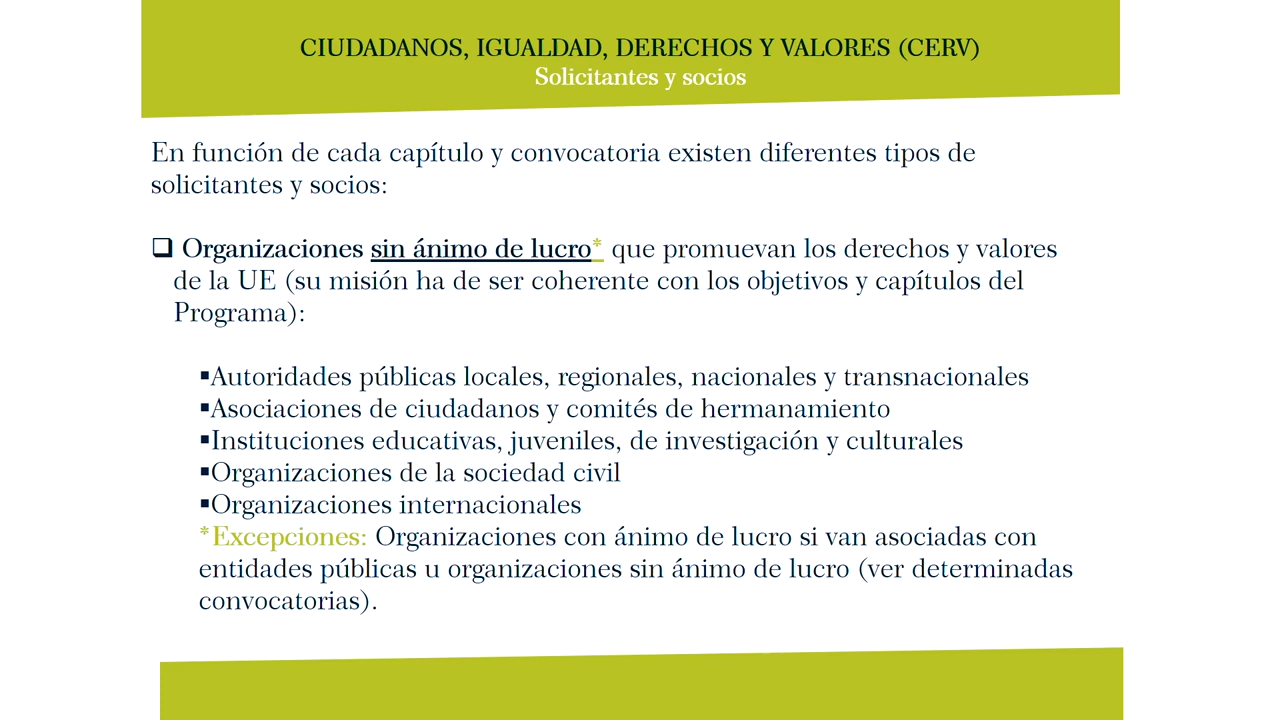 CIUDADANOS, IGUALDAD, DERECHOS Y VALORES (CERV)
Solicitantes y socios
En función de cada capítulo y convocatoria existen diferentes tipos de
solicitantes y socios:
❑ Organizaciones sin ánimo de lucro* que promuevan los derechos y valores
de la UE (su misión ha de ser coherente con los objetivos y capítulos del
Programa):
▪Autoridades públicas locales, regionales, nacionales y transnacionales
▪Asociaciones de ciudadanos y comités de hermanamiento
▪Instituciones educativas, juveniles, de investigación y culturales
▪Organizaciones de la sociedad civil
▪Organizaciones internacionales
*Excepciones: Organizaciones con ánimo de lucro si van asociadas con
entidades públicas u organizaciones sin ánimo de lucro (ver determinadas
convocatorias).